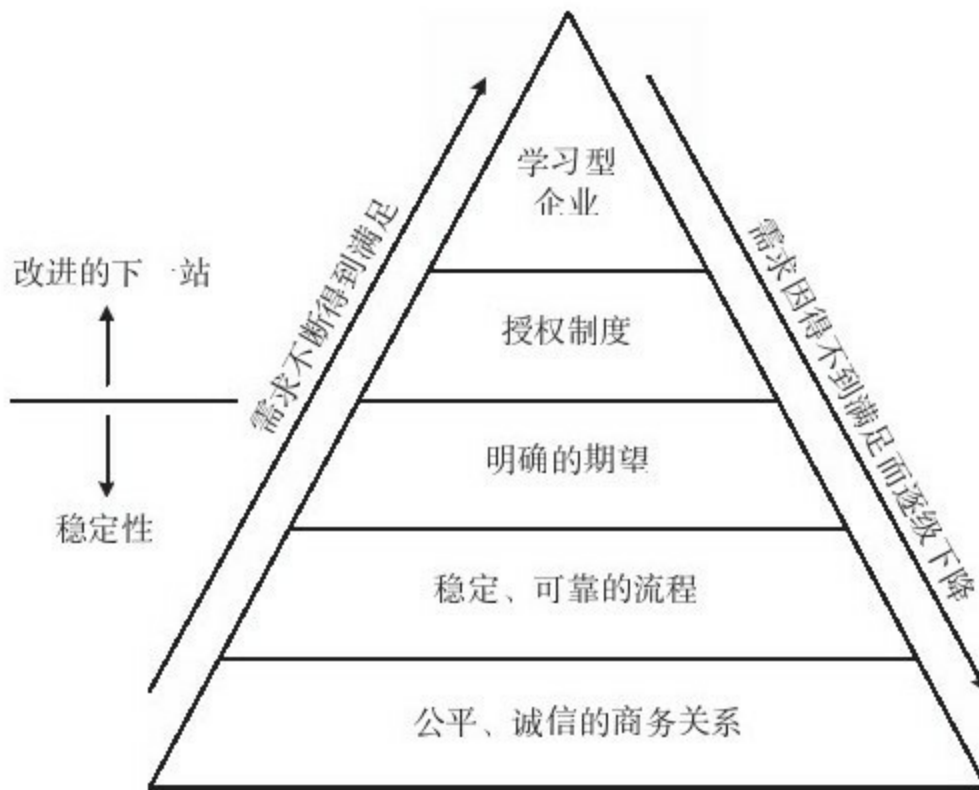 学习型
企业
改进的下一站
需求不断得到满足
需求因得不到满足而逐级下降
授权制度
明确的期望
稳定性
稳定、可靠的流程
公平、诚信的商务关系